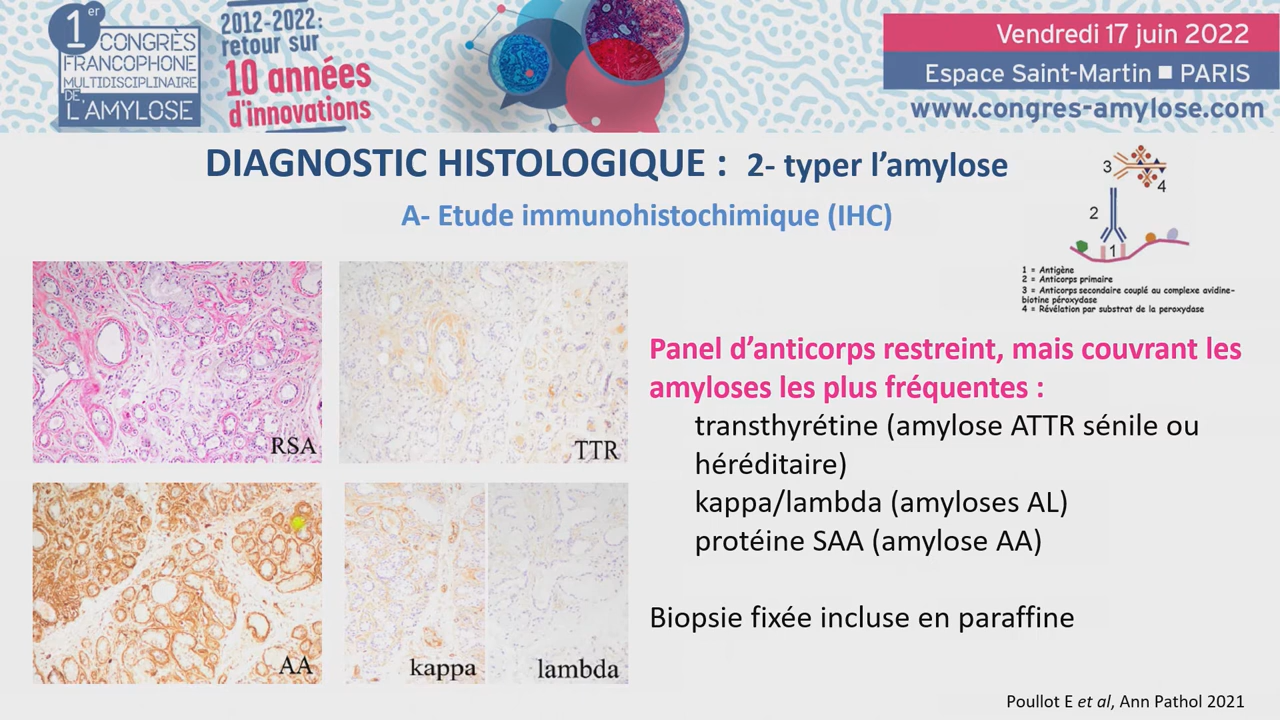 1er
CONGRÈS
FRANCOPHONE
MULTIDISCIPLINAIRE
DE
L'AMYLOSE
2012-2022:
retour sur
10 années
d'innovations
Vendredi 17 juin 2022
Espace Saint-Martin ■ PARIS
www.congres-amylose.com
DIAGNOSTIC HISTOLOGIQUE : 2- typer l'amylose
A- Etude immunohistochimique (IHC)
3
4
2
1
1 = Antigène
2 = Anticorps primaire
3 = Anticorps secondaire couplé au complexe avidine-
biotine péroxydase
4 = Révélation par substrat de la peroxydase
RSA
TTR
AA
kappa
lambda
Panel d'anticorps restreint, mais couvrant les
amyloses les plus fréquentes :
transthyrétine (amylose ATTR sénile ou
héréditaire)
kappa/lambda (amyloses AL)
protéine SAA (amylose AA)
Biopsie fixée incluse en paraffine
Poullot E et al, Ann Pathol 2021